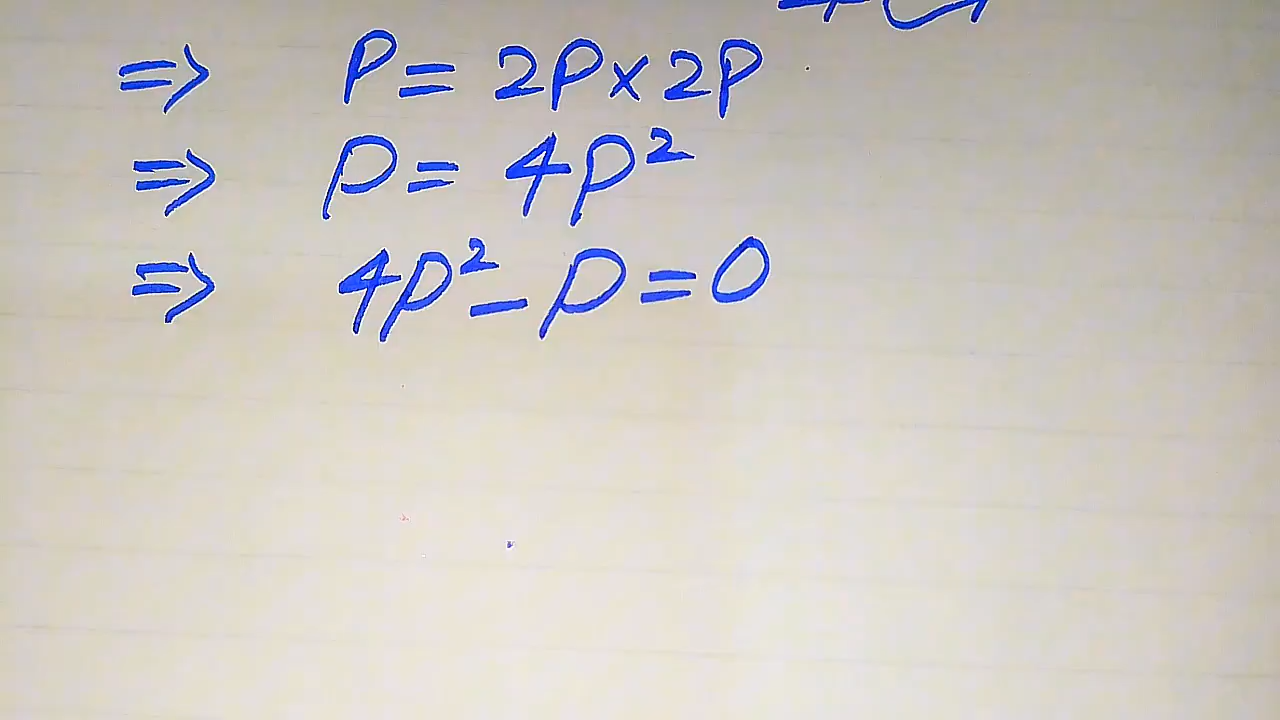 => P = 2P × 2P
=> P = 4P²
=> 4P² - P = 0